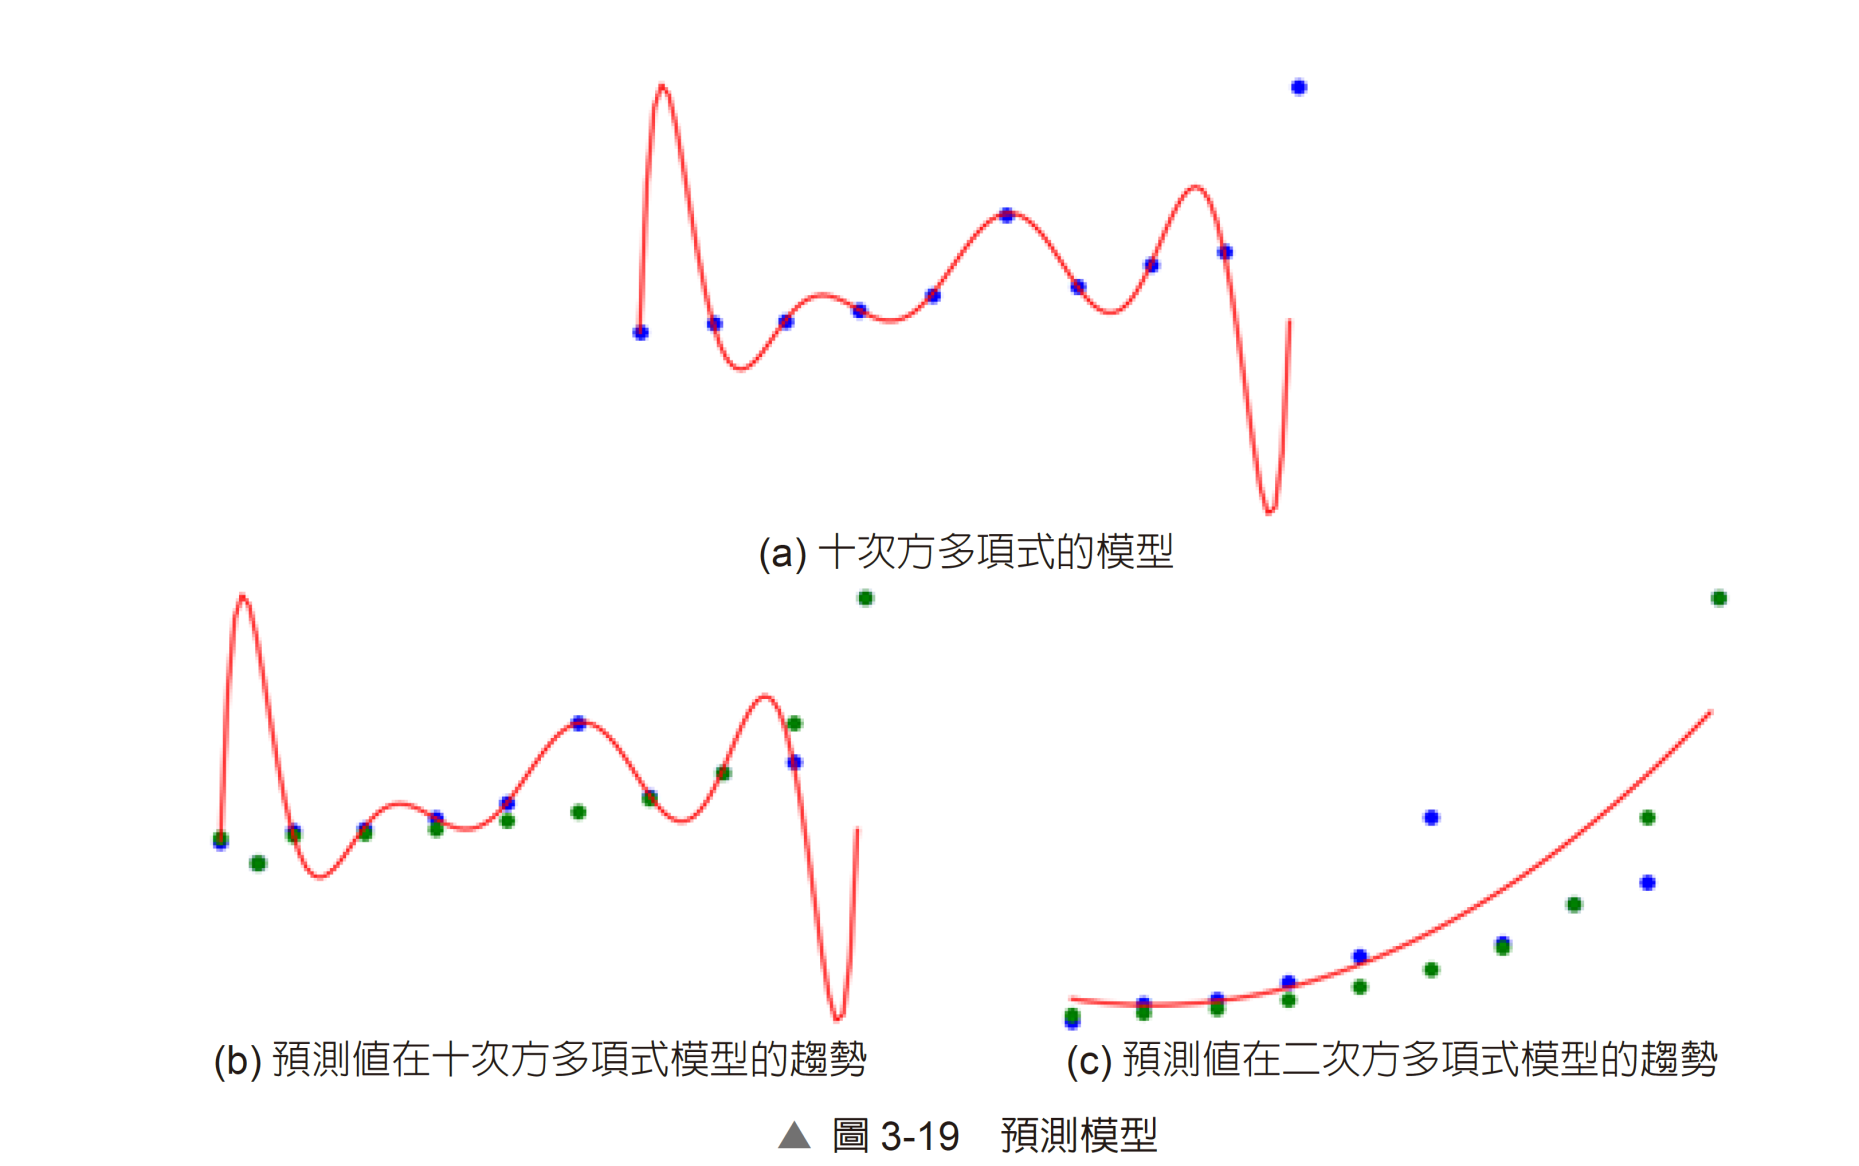 (a) 十次方多項式的模型
(b) 預測值在十次方多項式模型的趨勢
(c) 預測值在二次方多項式模型的趨勢
▲ 圖 3-19 預測模型